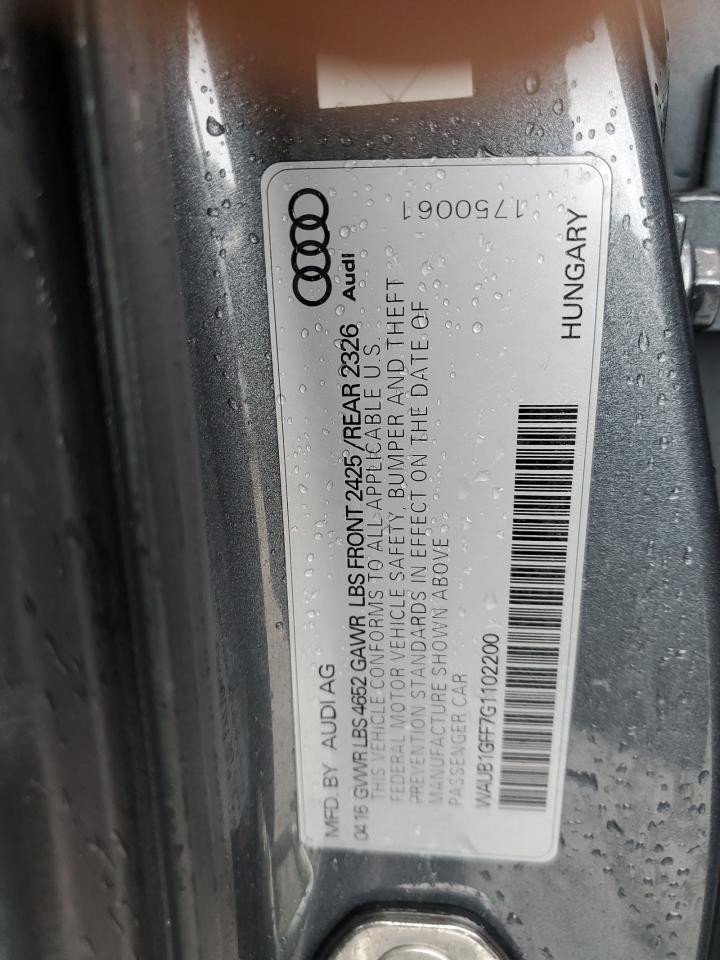 MFD. BY AUDI AG
Audi
04 16 GVWR LBS 4652 GAWR LBS FRONT 2425/REAR 2326
THIS VEHICLE CONFORMS TO ALL APPLICABLE U.S.
FEDERAL MOTOR VEHICLE SAFETY, BUMPER AND THEFT
PREVENTION STANDARDS IN EFFECT ON THE DATE OF
MANUFACTURE SHOWN ABOVE
PASSENGER CAR
WAUB1GFF7G1102200
1750061
HUNGARY